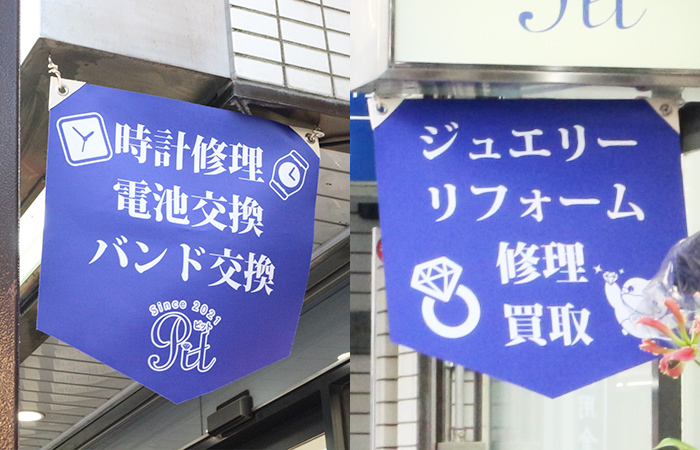 時計修理
電池交換
バンド交換
Since 2021
Pit
ピット
Pit
ジュエリー
リフォーム
修理
買取